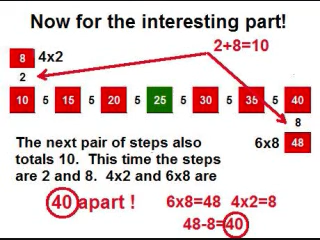 Now for the interesting part!
2+8=10
8 4x2
2
10 5 15 5 20 5 25 5 30 5 35 5 40
8
6x8 48
The next pair of steps also
totals 10. This time the steps
are 2 and 8. 4x2 and 6x8 are
40 apart !
6x8=48 4x2=8
48-8=40